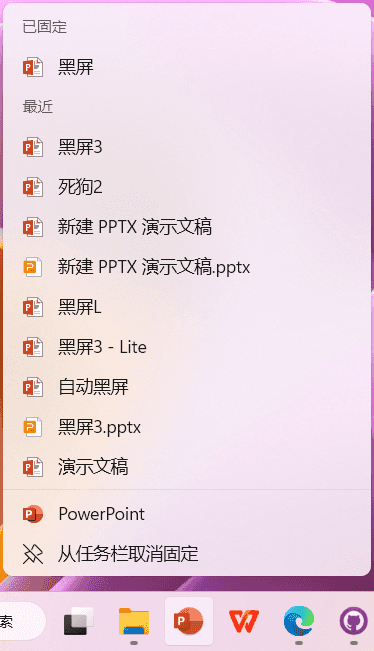 已固定
黑屏
最近
黑屏3
死狗2
新建 PPTX 演示文稿
新建 PPTX 演示文稿.pptx
黑屏L
黑屏3 - Lite
自动黑屏
黑屏3.pptx
演示文稿
PowerPoint
从任务栏取消固定
索